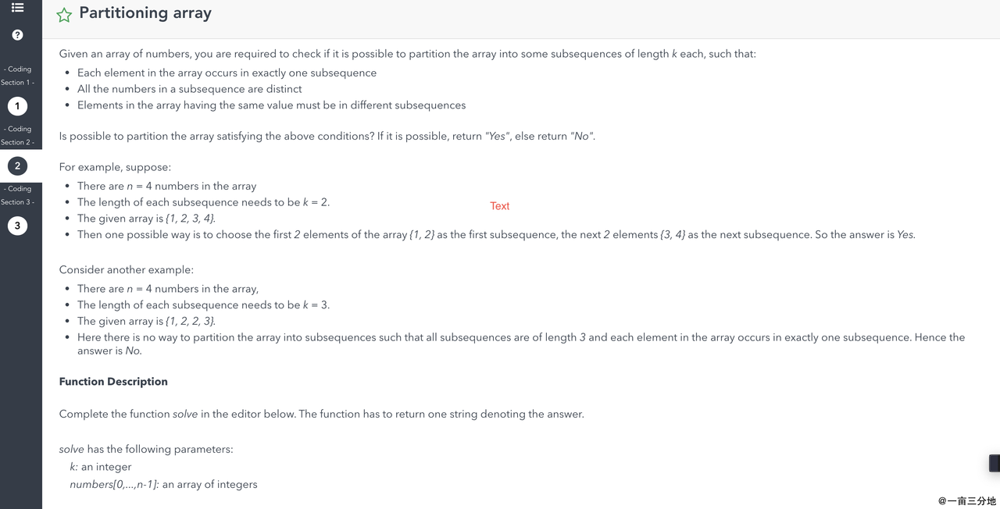 Partitioning array
?
- Coding
Section 1 -
1
- Coding
Section 2 -
2
- Coding
Section 3 -
3
Given an array of numbers, you are required to check if it is possible to partition the array into some subsequences of length k each, such that:
• Each element in the array occurs in exactly one subsequence
• All the numbers in a subsequence are distinct
• Elements in the array having the same value must be in different subsequences
Is possible to partition the array satisfying the above conditions? If it is possible, return "Yes", else return "No".
For example, suppose:
• There are n = 4 numbers in the array
• The length of each subsequence needs to be k = 2.
• The given array is {1, 2, 3, 4}.
• Then one possible way is to choose the first 2 elements of the array {1, 2} as the first subsequence, the next 2 elements {3, 4} as the next subsequence. So the answer is Yes.
Text
Consider another example:
• There are n = 4 numbers in the array,
• The length of each subsequence needs to be k = 3.
• The given array is {1, 2, 2, 3}.
• Here there is no way to partition the array into subsequences such that all subsequences are of length 3 and each element in the array occurs in exactly one subsequence. Hence the
answer is No.
Function Description
Complete the function solve in the editor below. The function has to return one string denoting the answer.
solve has the following parameters:
k: an integer
numbers[0,...,n-1]: an array of integers
@一亩三分地